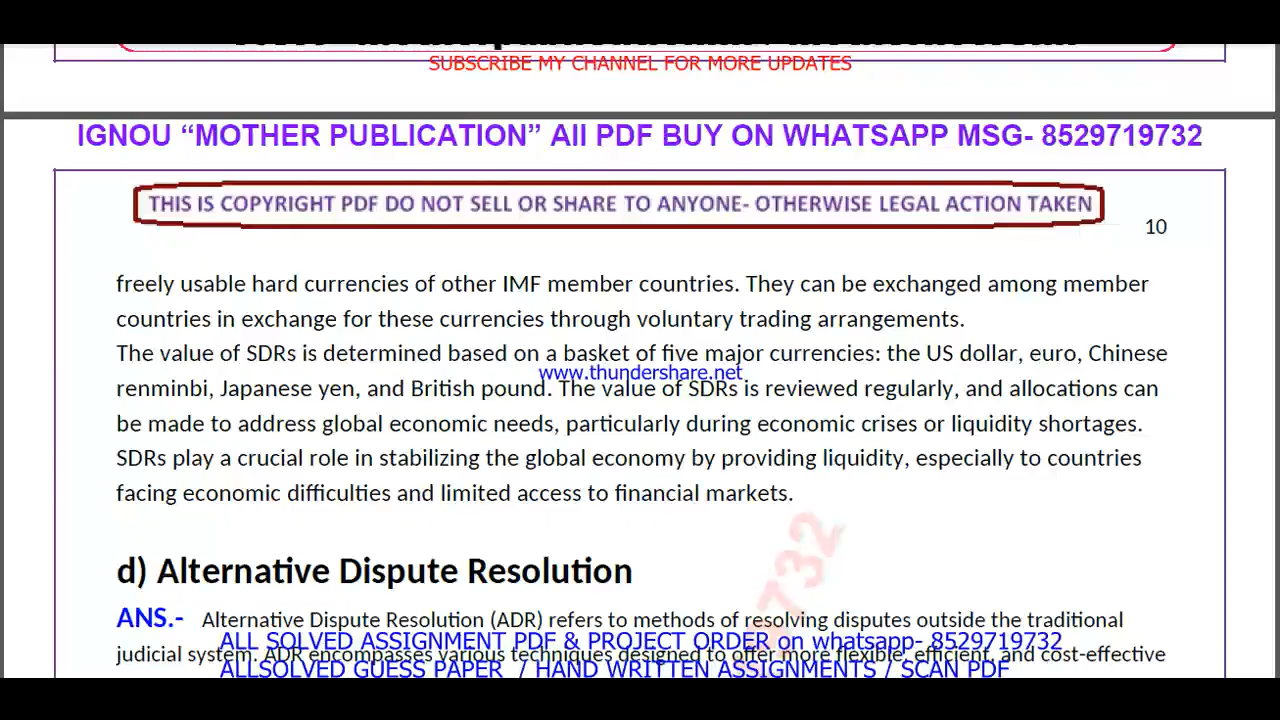 SUBSCRIBE MY CHANNEL FOR MORE UPDATES
IGNOU “MOTHER PUBLICATION” All PDF BUY ON WHATSAPP MSG- 8529719732
THIS IS COPYRIGHT PDF DO NOT SELL OR SHARE TO ANYONE- OTHERWISE LEGAL ACTION TAKEN
10
freely usable hard currencies of other IMF member countries. They can be exchanged among member
countries in exchange for these currencies through voluntary trading arrangements.
The value of SDRs is determined based on a basket of five major currencies: the US dollar, euro, Chinese
www.thundershare.net
renminbi, Japanese yen, and British pound. The value of SDRs is reviewed regularly, and allocations can
be made to address global economic needs, particularly during economic crises or liquidity shortages.
SDRs play a crucial role in stabilizing the global economy by providing liquidity, especially to countries
facing economic difficulties and limited access to financial markets.
732
d) Alternative Dispute Resolution
ANS.- Alternative Dispute Resolution (ADR) refers to methods of resolving disputes outside the traditional
ALL SOLVED ASSIGNMENT PDF & PROJECT ORDER on whatsapp- 8529719732
judicial system. ADR encompasses various techniques designed to offer more flexible, efficient, and cost-effective
ALLSOLVED GUESS PAPER / HAND WRITTEN ASSIGNMENTS / SCAN PDF